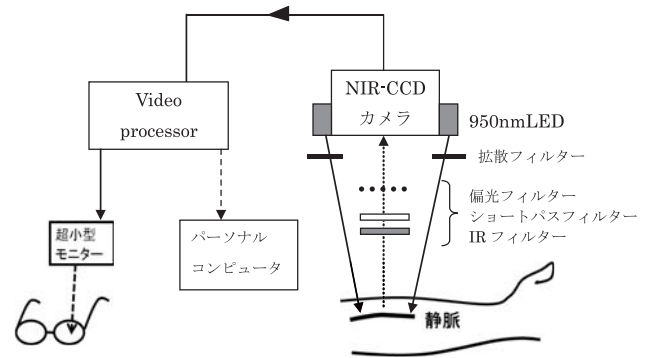 NIR-CCD
カメラ
950nmLED
Video
processor
拡散フィルター
偏光フィルター
ショートパスフィルター
IR フィルター
超小型
モニター
パーソナル
コンピュータ
静脈